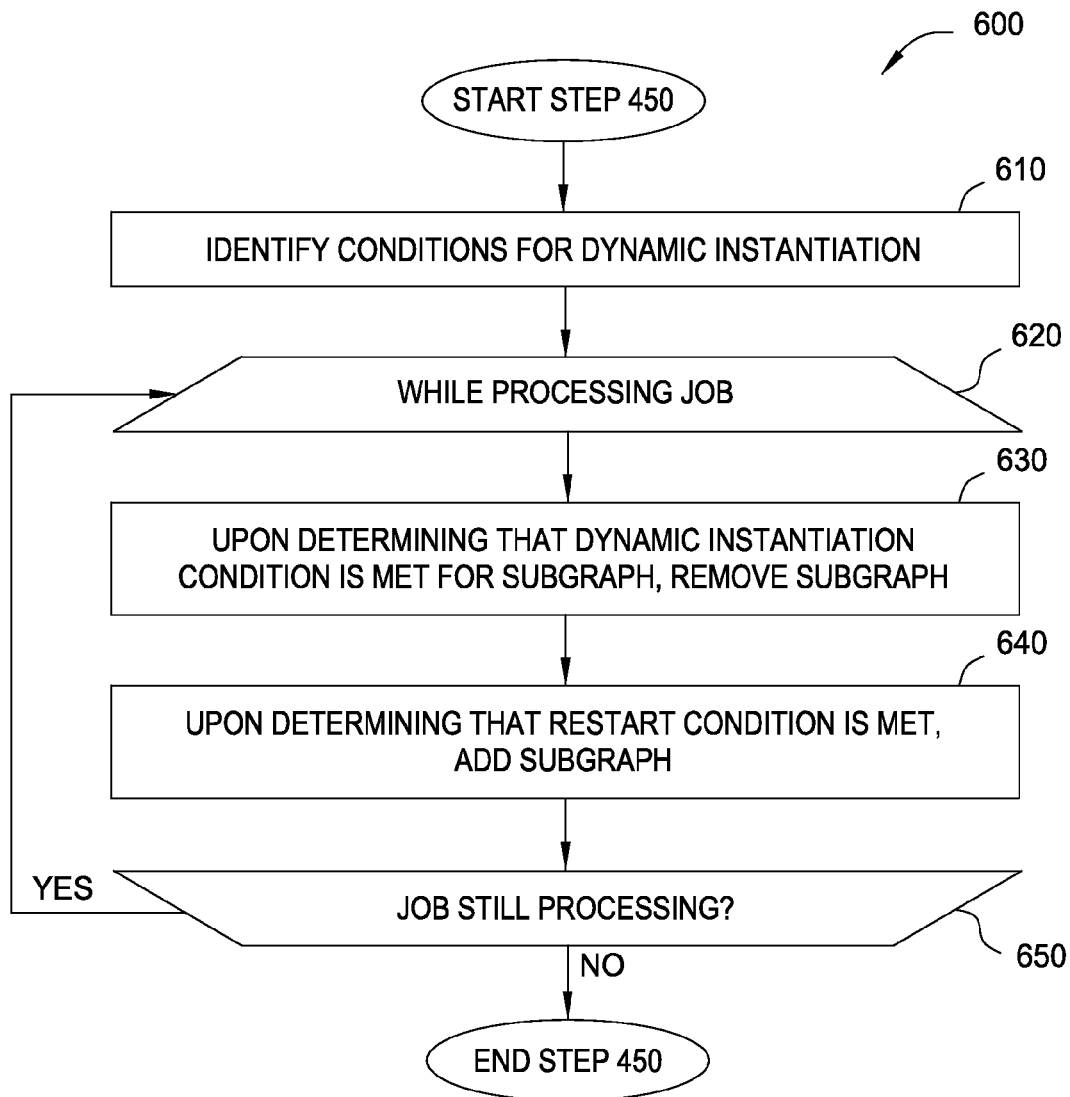 600
START STEP 450
610
IDENTIFY CONDITIONS FOR DYNAMIC INSTANTIATION
620
WHILE PROCESSING JOB
630
UPON DETERMINING THAT DYNAMIC INSTANTIATION
CONDITION IS MET FOR SUBGRAPH, REMOVE SUBGRAPH
640
UPON DETERMINING THAT RESTART CONDITION IS MET,
ADD SUBGRAPH
YES
JOB STILL PROCESSING?
650
NO
END STEP 450